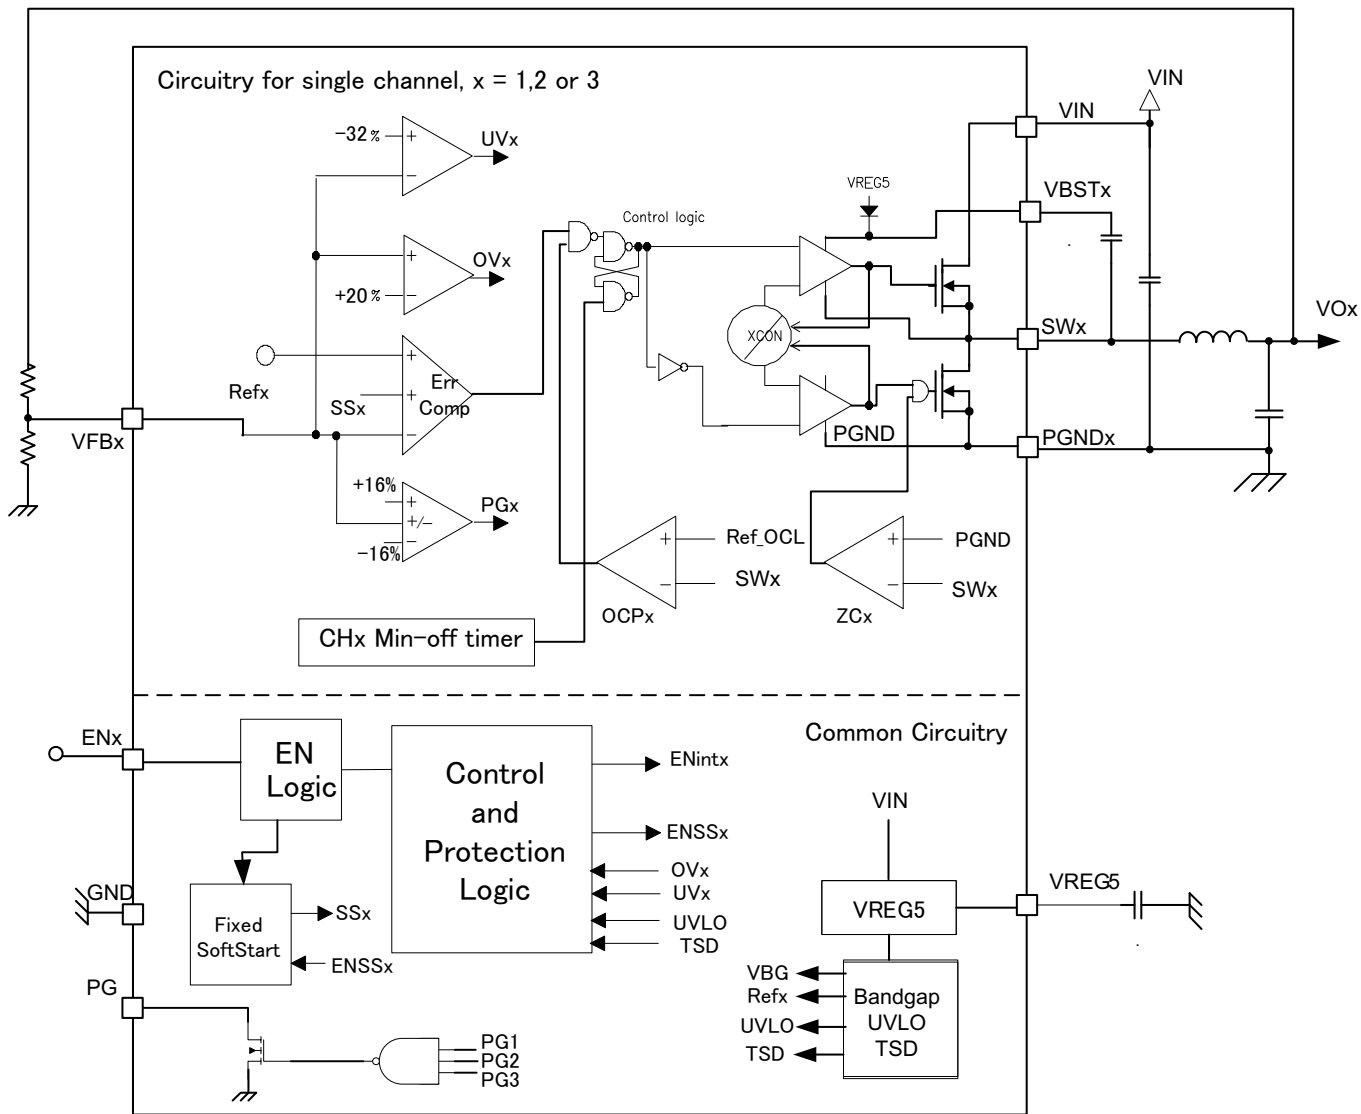 Circuitry for single channel, x = 1,2 or 3
VIN
VIN
-32%
+
-
UVx
VREG5
VBSTx
Control logic
+
OVx
+20%
-
XCON
SWx
VOx
Refx
+
SSx
+
Err
Comp
-
VFBx
PGND
PGNDx
+16%
+
+/-
-
-16%
PGx
+
Ref_OCL
-
SWx
OCPx
+
PGND
-
SWx
ZCx
CHx Min-off timer
Common Circuitry
ENx
EN
Logic
Control
and
Protection
Logic
ENintx
ENSSx
OVx
UVx
UVLO
TSD
GND
Fixed
SoftStart
SSx
ENSSx
VIN
VREG5
VREG5
VBG
Refx
UVLO
TSD
Bandgap
UVLO
TSD
PG
PG1
PG2
PG3